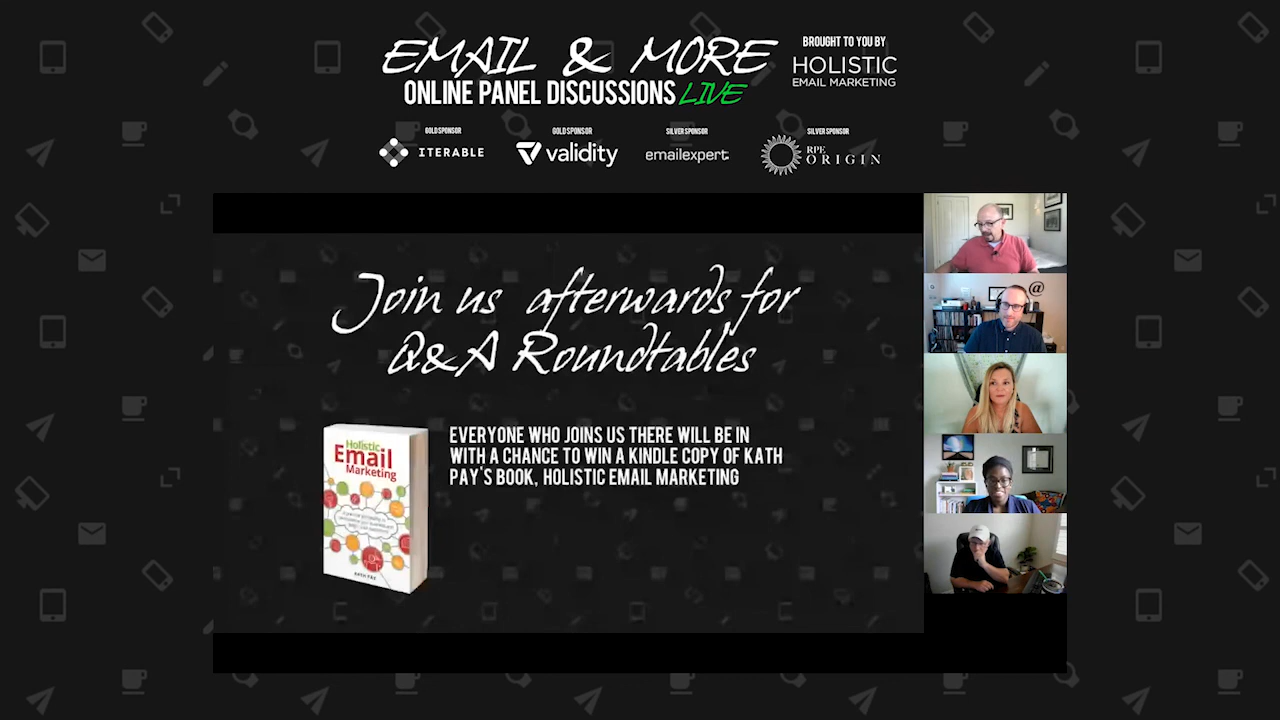 EMAIL & MORE
ONLINE PANEL DISCUSSIONS LIVE
BROUGHT TO YOU BY
HOLISTIC
EMAIL MARKETING
GOLD SPONSOR
ITERABLE
GOLD SPONSOR
validity
SILVER SPONSOR
emailexpert
SILVER SPONSOR
RPE
ORIGIN
Join us afterwards for
Q&A Roundtables
Holistic
Email
Marketing
KATH PAY
EVERYONE WHO JOINS US THERE WILL BE IN
WITH A CHANCE TO WIN A KINDLE COPY OF KATH
PAY'S BOOK, HOLISTIC EMAIL MARKETING
@